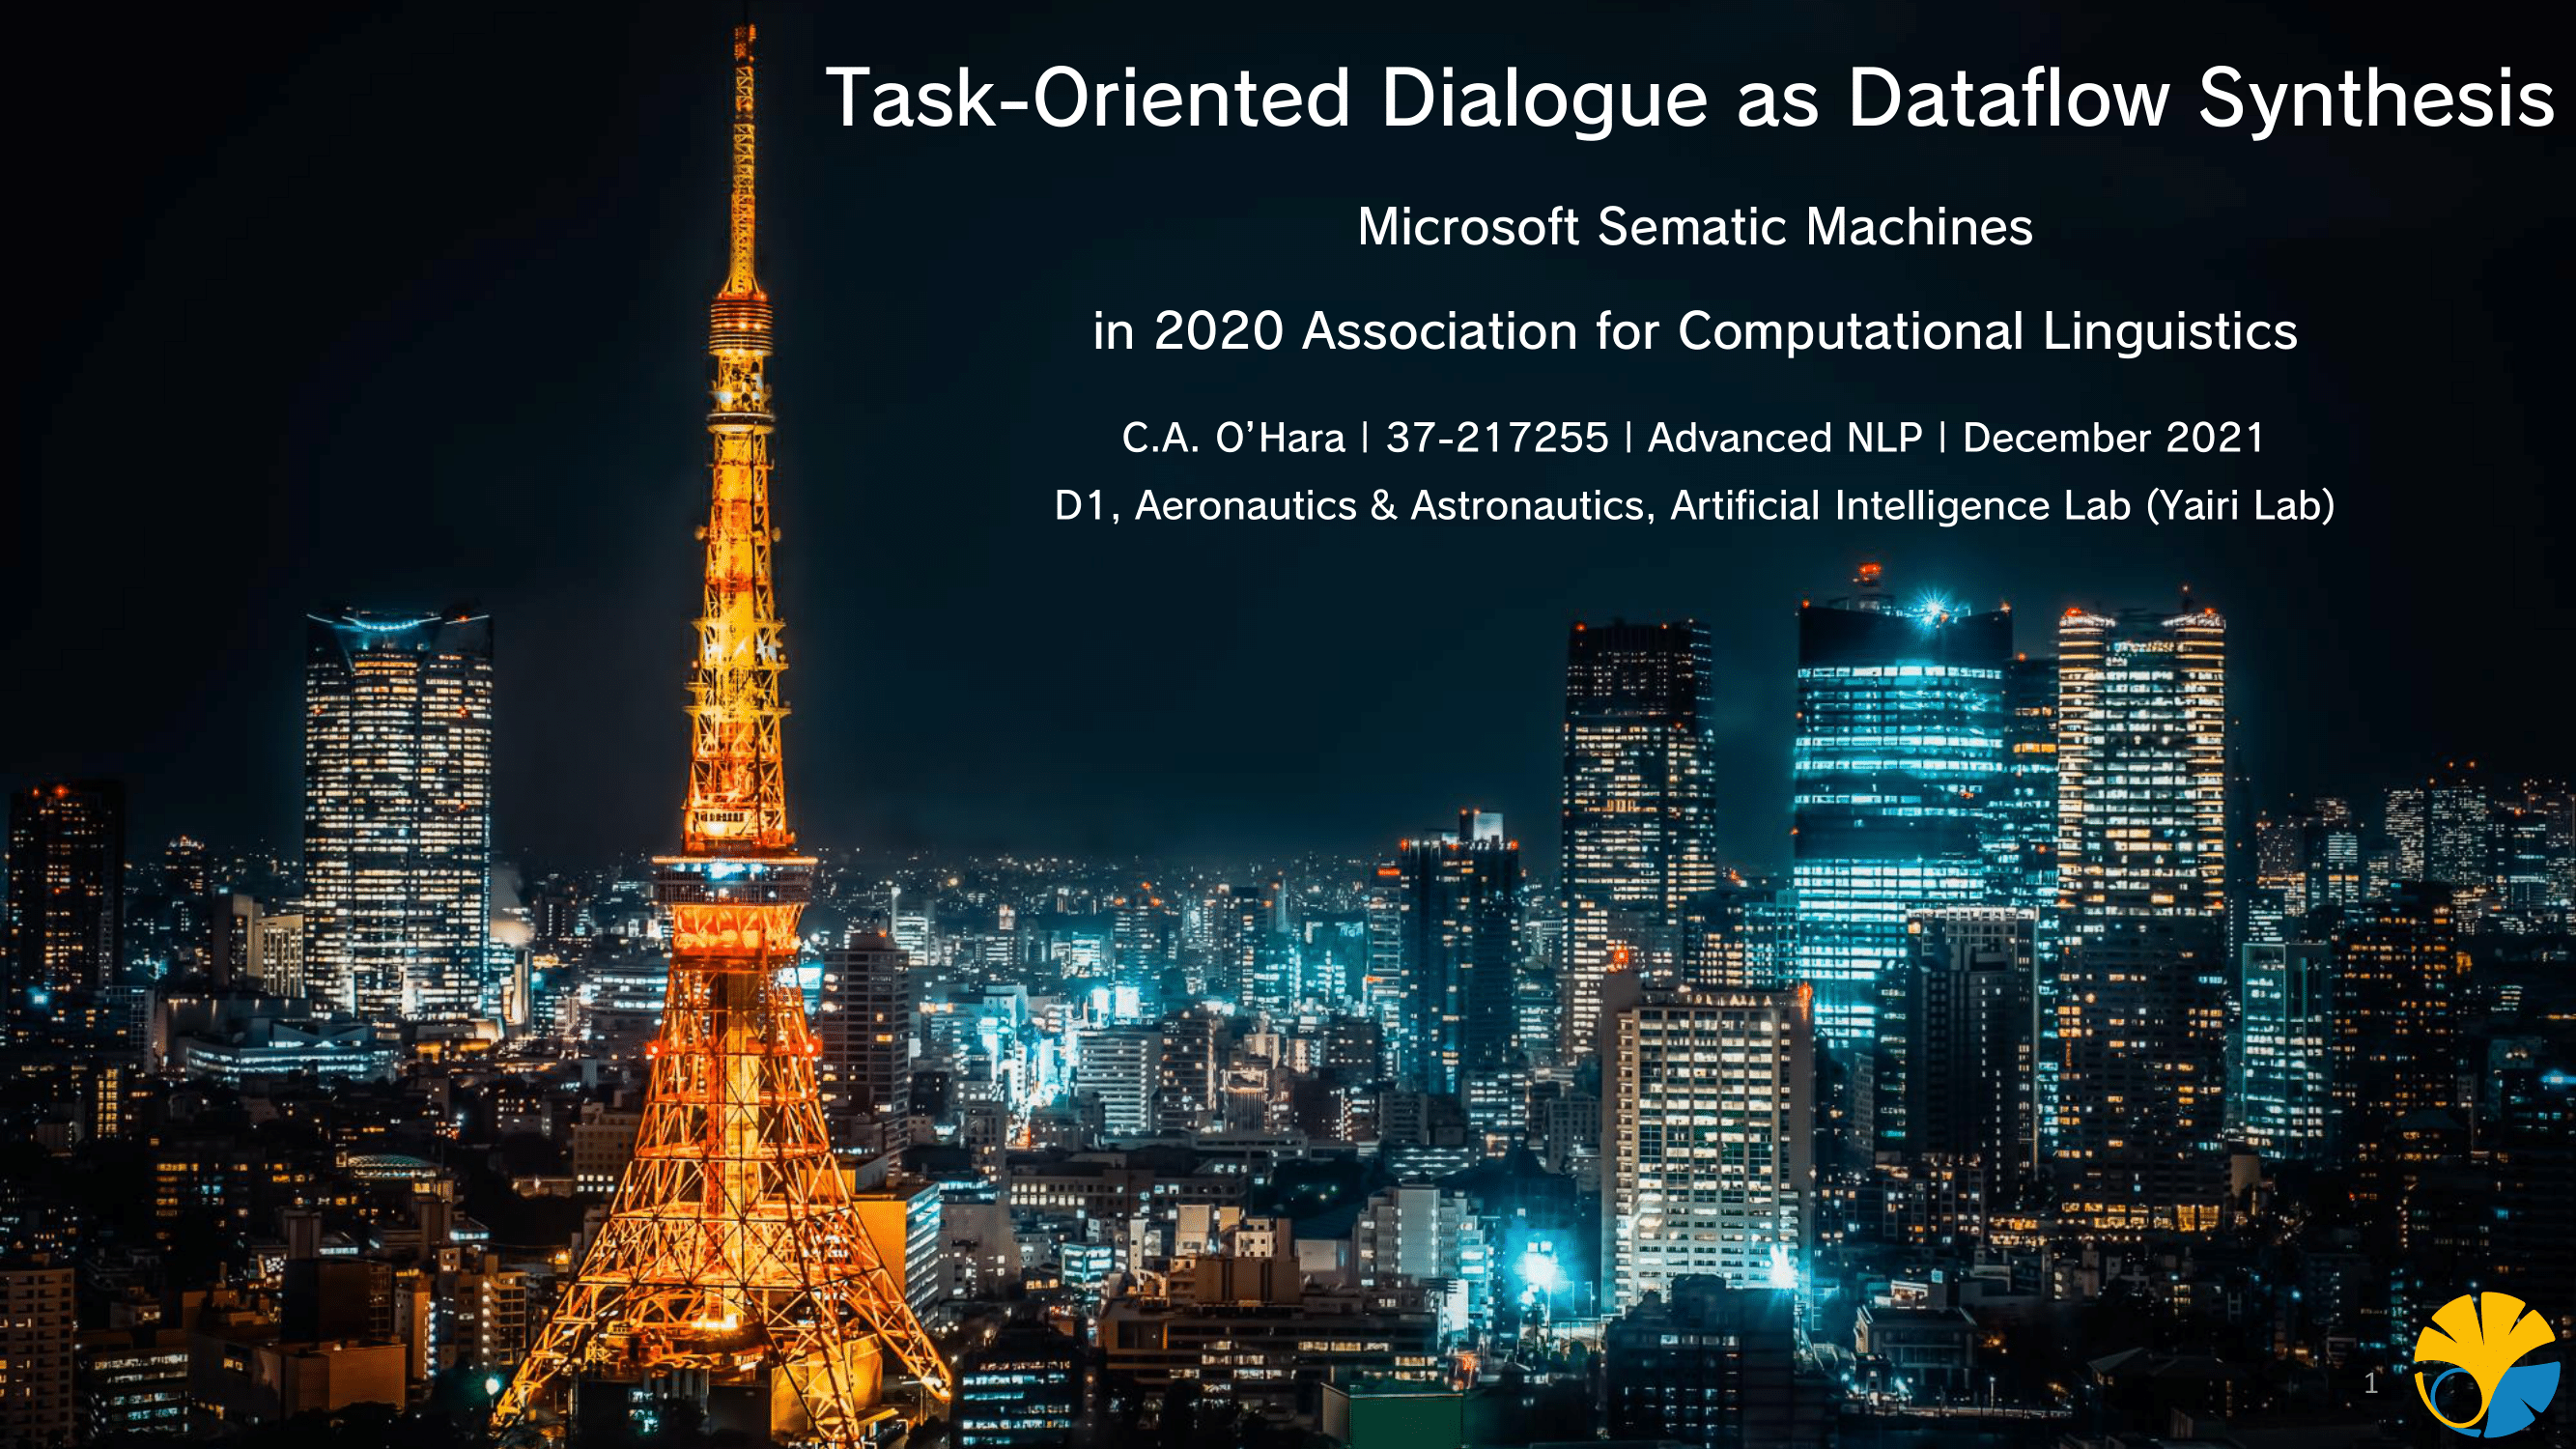 Task-Oriented Dialogue as Dataflow Synthesis
Microsoft Sematic Machines
in 2020 Association for Computational Linguistics
C.A. O’Hara | 37-217255 | Advanced NLP | December 2021
D1, Aeronautics & Astronautics, Artificial Intelligence Lab (Yairi Lab)
1